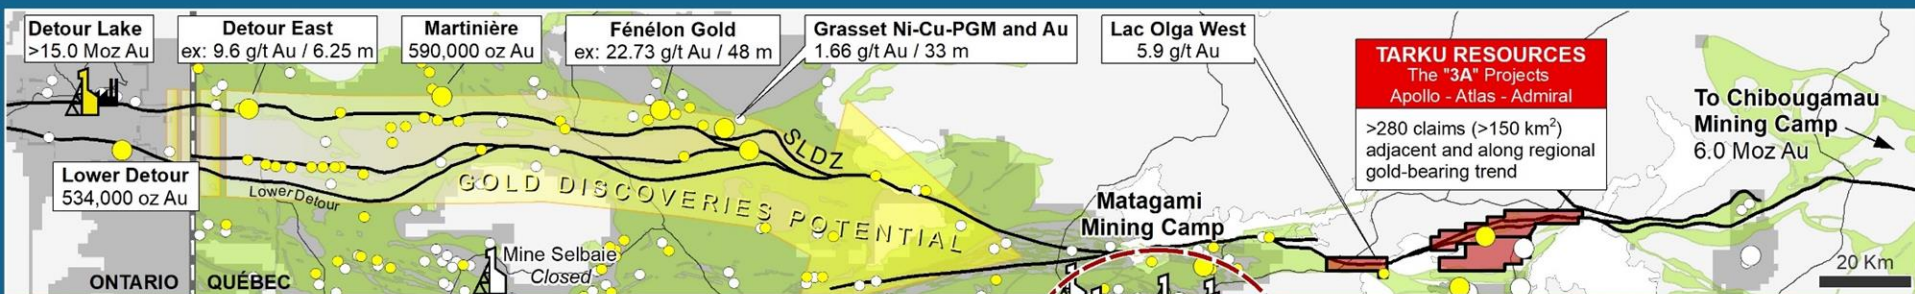 Detour Lake
>15.0 Moz Au
Detour East
ex: 9.6 g/t Au / 6.25 m
Martinière
590,000 oz Au
Fénélon Gold
ex: 22.73 g/t Au / 48 m
Grasset Ni-Cu-PGM and Au
1.66 g/t Au / 33 m
Lac Olga West
5.9 g/t Au
TARKU RESOURCES
The "3A" Projects
Apollo - Atlas - Admiral
>280 claims (>150 km²)
adjacent and along regional
gold-bearing trend
To Chibougamau
Mining Camp
6.0 Moz Au
SLDZ
Lower Detour
534,000 oz Au
Lower Detour
GOLD DISCOVERIES POTENTIAL
Matagami
Mining Camp
Mine Selbaie
Closed
ONTARIO
QUÉBEC
20 Km